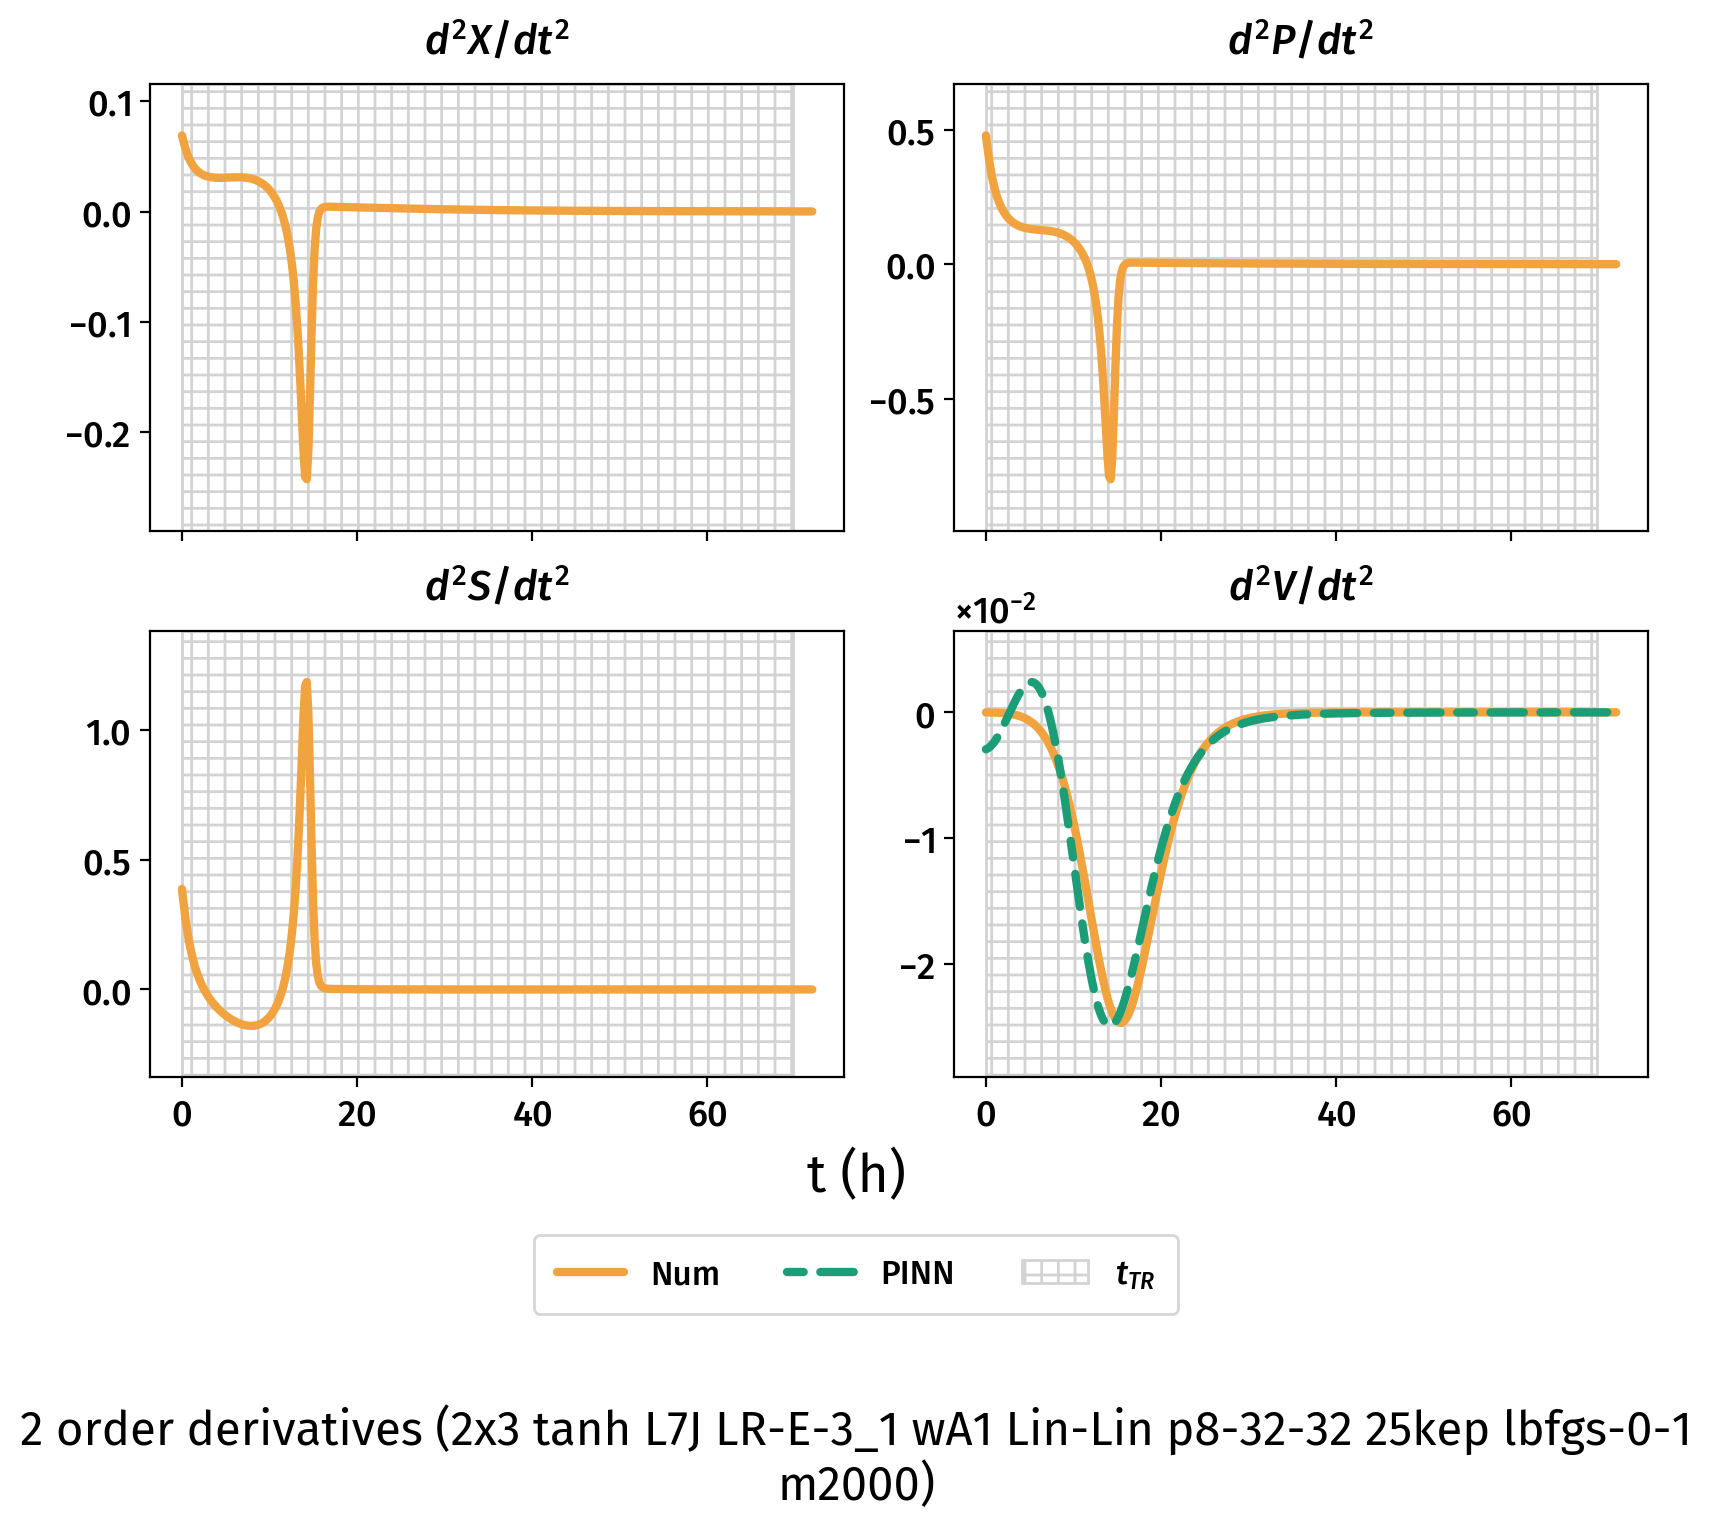 d²X/dt²
d²P/dt²
0.1
0.0
−0.1
−0.2
0.5
0.0
−0.5
d²S/dt²
d²V/dt²
×10⁻²
1.0
0.5
0.0
0
−1
−2
0 20 40 60
0 20 40 60
t (h)
Num PINN t_TR
2 order derivatives (2x3 tanh L7J LR-E-3_1 wA1 Lin-Lin p8-32-32 25kep lbfgs-0-1
m2000)